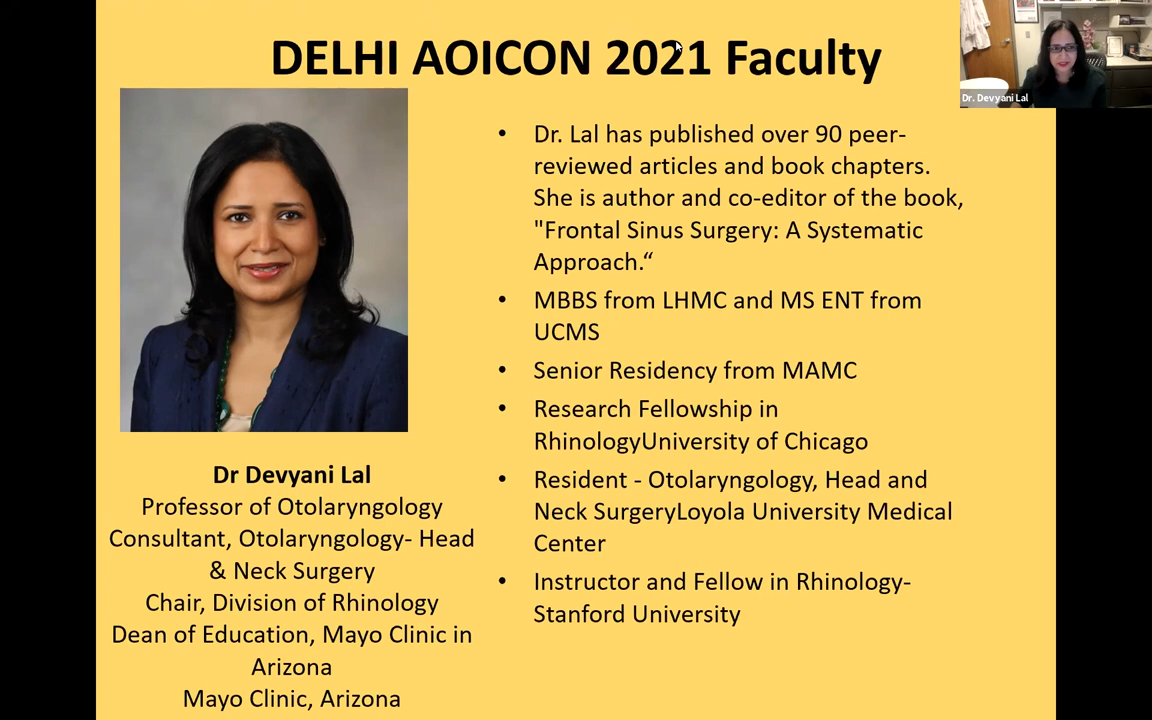 DELHI AOICON 2021 Faculty
Dr. Devyani Lal
• Dr. Lal has published over 90 peer-
reviewed articles and book chapters.
She is author and co-editor of the book,
"Frontal Sinus Surgery: A Systematic
Approach.“
• MBBS from LHMC and MS ENT from
UCMS
• Senior Residency from MAMC
• Research Fellowship in
RhinologyUniversity of Chicago
• Resident - Otolaryngology, Head and
Neck SurgeryLoyola University Medical
Center
• Instructor and Fellow in Rhinology-
Stanford University
Dr Devyani Lal
Professor of Otolaryngology
Consultant, Otolaryngology- Head
& Neck Surgery
Chair, Division of Rhinology
Dean of Education, Mayo Clinic in
Arizona
Mayo Clinic, Arizona